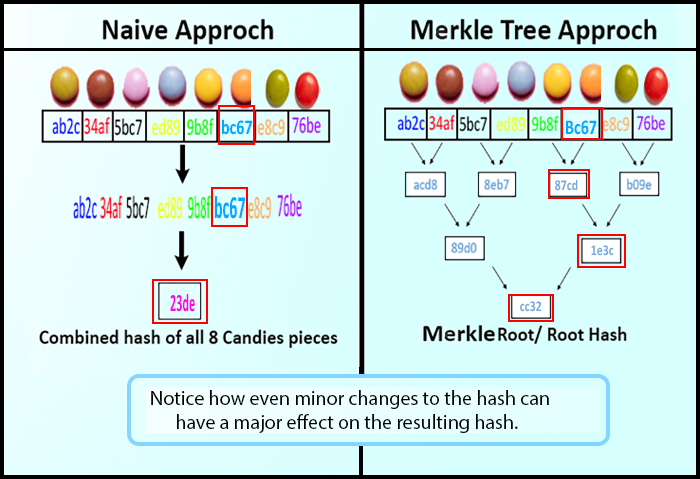 Naive Approch
ab2c 34af 5bc7 ed89 9b8f bc67 e8c9 76be
ab2c 34af 5bc7 ed89 9b8f bc67 e8c9 76be
23de
Combined hash of all 8 Candies pieces
Merkle Tree Approch
ab2c 34af 5bc7 ed89 9b8f Bc67 e8c9 76be
acd8 8eb7 87cd b09e
89d0 1e3c
cc32
Merkle Root/ Root Hash
Notice how even minor changes to the hash can
have a major effect on the resulting hash.